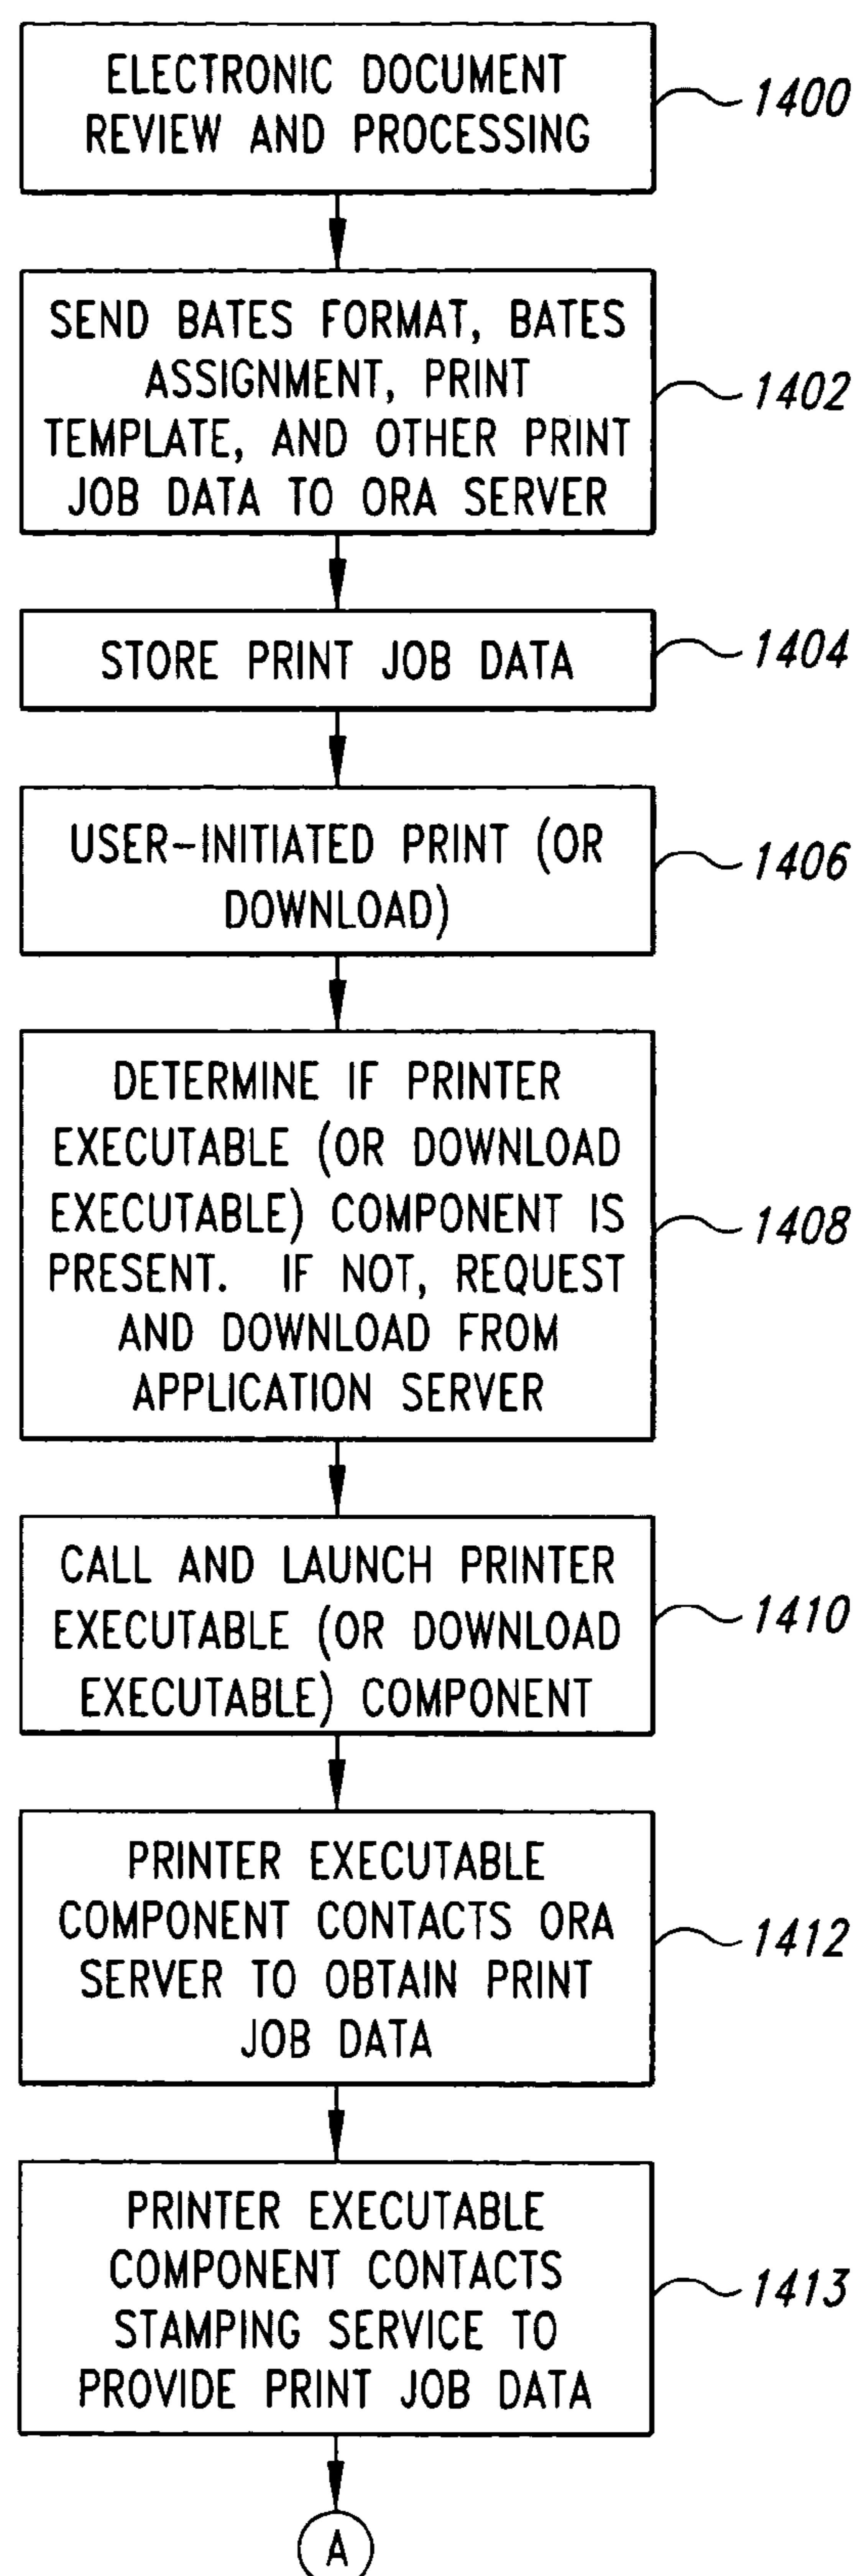 ELECTRONIC DOCUMENT
REVIEW AND PROCESSING
1400
SEND BATES FORMAT, BATES
ASSIGNMENT, PRINT
TEMPLATE, AND OTHER PRINT
JOB DATA TO ORA SERVER
1402
STORE PRINT JOB DATA
1404
USER-INITIATED PRINT (OR
DOWNLOAD)
1406
DETERMINE IF PRINTER
EXECUTABLE (OR DOWNLOAD
EXECUTABLE) COMPONENT IS
PRESENT. IF NOT, REQUEST
AND DOWNLOAD FROM
APPLICATION SERVER
1408
CALL AND LAUNCH PRINTER
EXECUTABLE (OR DOWNLOAD
EXECUTABLE) COMPONENT
1410
PRINTER EXECUTABLE
COMPONENT CONTACTS ORA
SERVER TO OBTAIN PRINT
JOB DATA
1412
PRINTER EXECUTABLE
COMPONENT CONTACTS
STAMPING SERVICE TO
PROVIDE PRINT JOB DATA
1413
A